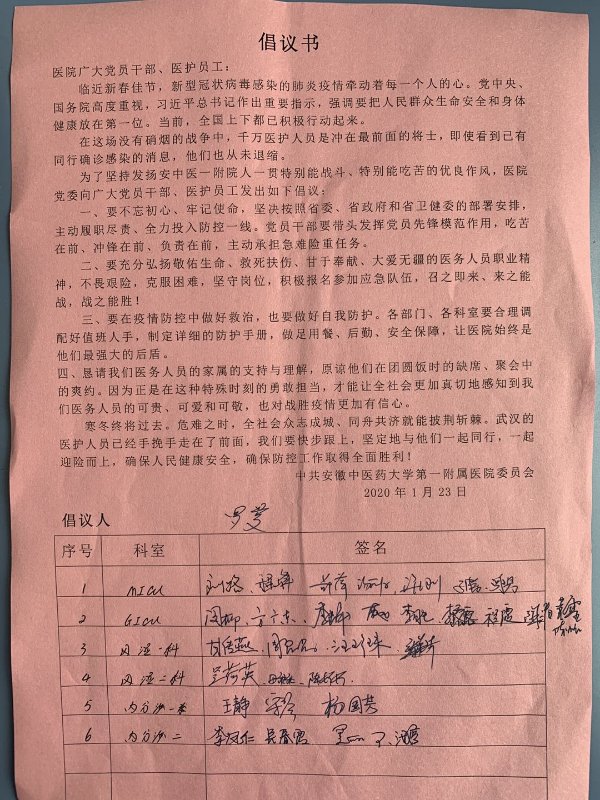 倡议书
医院广大党员干部、医护员工：
临近新春佳节，新型冠状病毒感染的肺炎疫情牵动着每一个人的心。党中央、
国务院高度重视，习近平总书记作出重要指示，强调要把人民群众生命安全和身体
健康放在第一位。当前，全国上下都已积极行动起来。
在这场没有硝烟的战争中，千万医护人员是冲在最前面的将士，即使看到已有
同行确诊感染的消息，他们也从未退缩。
为了坚持发扬安中医一附院人一贯特别能战斗、特别能吃苦的优良作风，医院
党委向广大党员干部、医护员工发出如下倡议：
一、要不忘初心、牢记使命，坚决按照省委、省政府和省卫健委的部署安排，
主动履职尽责、全力投入防控一线。党员干部要带头发挥党员先锋模范作用，吃苦
在前、冲锋在前、负责在前，主动承担急难险重任务。
二、要充分弘扬敬佑生命、救死扶伤、甘于奉献、大爱无疆的医务人员职业精
神，不畏艰险，克服困难，坚守岗位，积极报名参加应急队伍，召之即来、来之能
战，战之能胜！
三、要在疫情防控中做好救治，也要做好自我防护。各部门、各科室要合理调
配好值班人手，制定详细的防护手册，做足用餐、后勤、安全保障，让医院始终是
他们最强大的后盾。
四、恳请我们医务人员的家属的支持与理解，原谅他们在团圆饭时的缺席、聚会中
的爽约。因为正是在这种特殊时刻的勇敢担当，才能让全社会更加真切地感知到我
们医务人员的可贵、可爱和可敬，也对战胜疫情更加有信心。
寒冬终将过去。危难之时，全社会众志成城、同舟共济就能披荆斩棘。武汉的
医护人员已经手挽手走在了前面，我们要快步跟上，坚定地与他们一起同行，一起
迎险而上，确保人民健康安全，确保防控工作取得全面胜利！
中共安徽中医药大学第一附属医院委员会
2020 年 1 月 23 日
倡议人
序号 科室 签名
1 MICU
2 GICU
3 内泌一科
4 内泌二科
5 内分泌一 王静 杨国芳
6 内分泌二